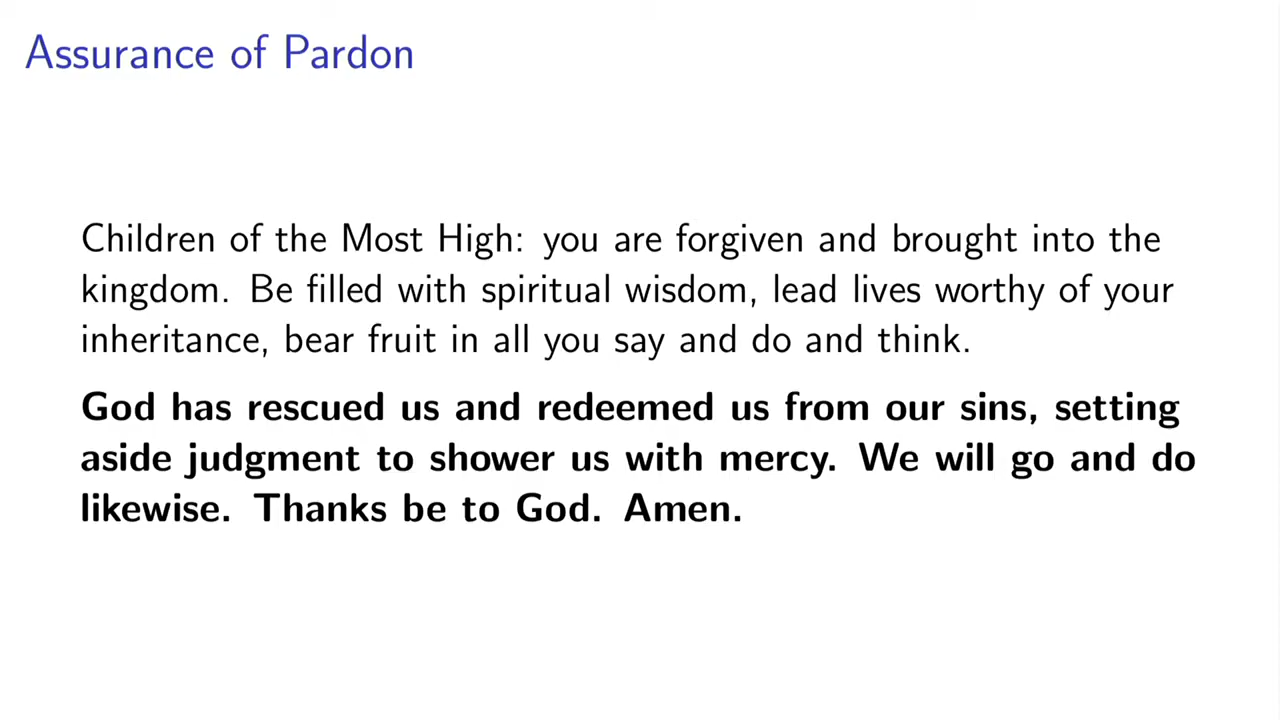 Assurance of Pardon
Children of the Most High: you are forgiven and brought into the
kingdom. Be filled with spiritual wisdom, lead lives worthy of your
inheritance, bear fruit in all you say and do and think.
God has rescued us and redeemed us from our sins, setting
aside judgment to shower us with mercy. We will go and do
likewise. Thanks be to God. Amen.